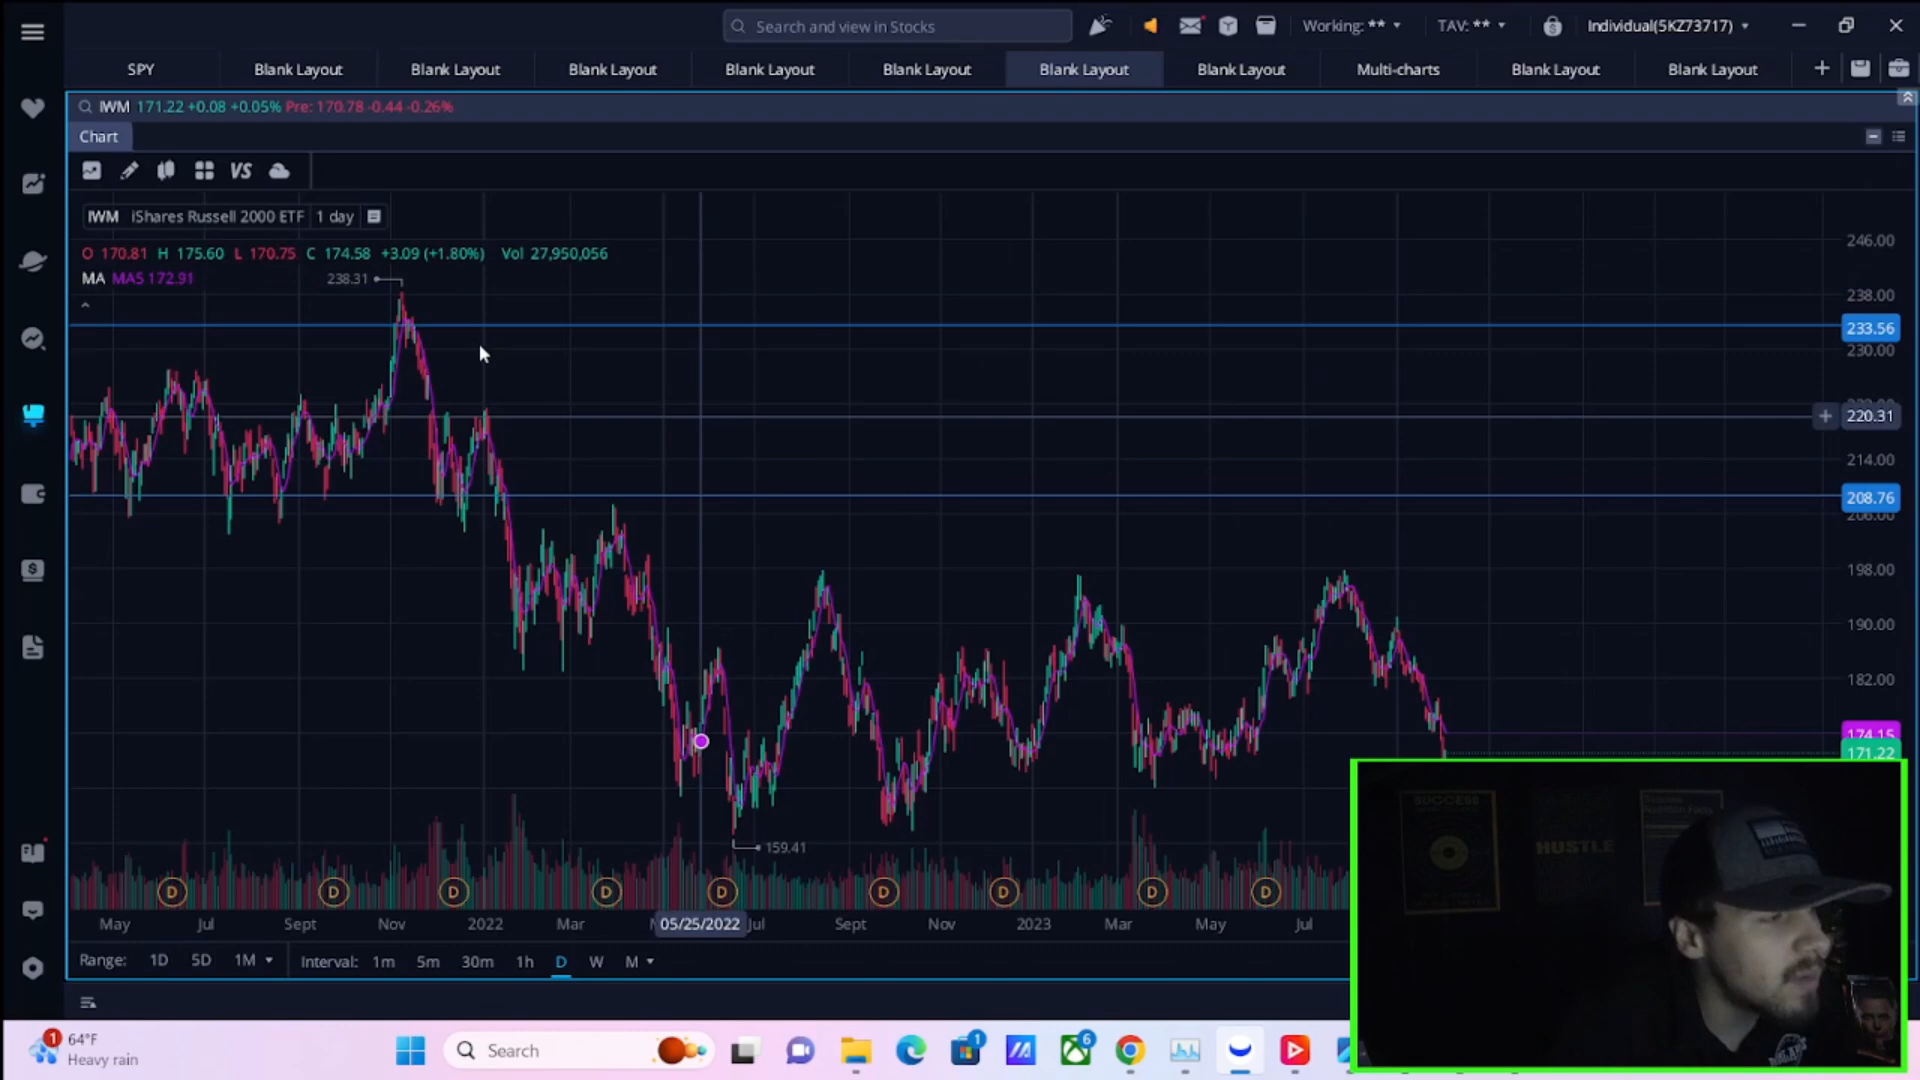 Search and view in Stocks
Working: **
TAV: **
Individual(5KZ73717)
SPY
Blank Layout
Blank Layout
Blank Layout
Blank Layout
Blank Layout
Blank Layout
Blank Layout
Multi-charts
Blank Layout
Blank Layout
IWM 171.22 +0.08 +0.05% Pre: 170.78 -0.44 -0.26%
Chart
VS
IWM iShares Russell 2000 ETF 1 day
O 170.81 H 175.60 L 170.75 C 174.58 +3.09 (+1.80%) Vol 27,950,056
MA MA5 172.91
238.31
246.00
238.00
233.56
230.00
220.31
214.00
208.76
206.00
198.00
190.00
182.00
174.15
171.22
159.41
D D D D D D D D D
May Jul Sept Nov 2022 Mar 05/25/2022 Jul Sept Nov 2023 Mar May Jul
Range: 1D 5D 1M Interval: 1m 5m 30m 1h D W M
SUCCESS
HUSTLE
1
64°F
Heavy rain
Search
1
6